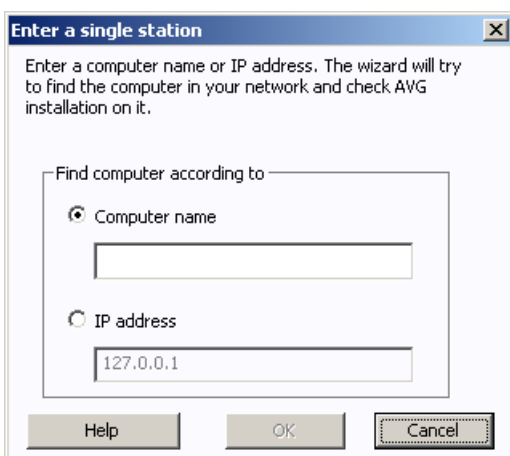 Enter a single station
Enter a computer name or IP address. The wizard will try
to find the computer in your network and check AVG
installation on it.
Find computer according to
Computer name
IP address
127.0.0.1
Help OK Cancel